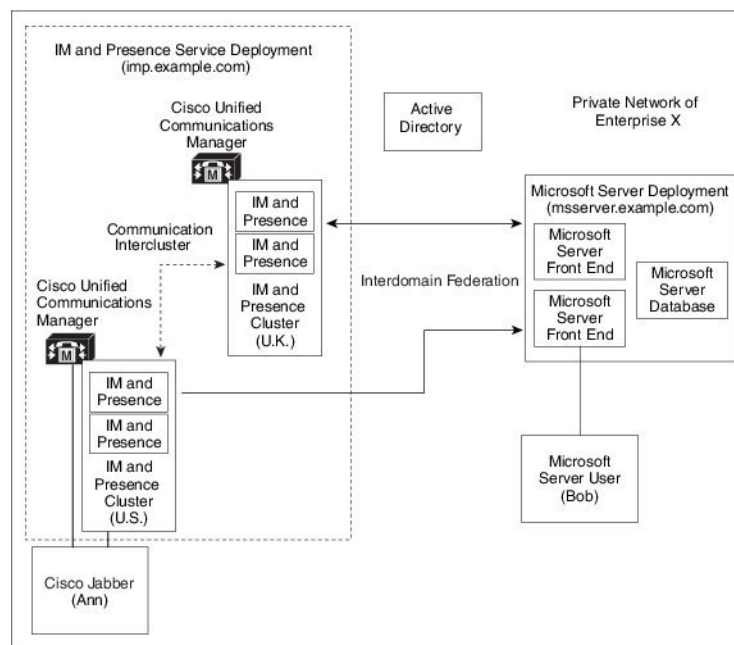 IM and Presence Service Deployment
(imp.example.com)
Cisco Unified
Communications
Manager
M
Active
Directory
Private Network of
Enterprise X
IM and
Presence
IM and
Presence
IM and
Presence
Cluster
(U.K.)
Communication
Intercluster
Microsoft Server Deployment
(msserver.example.com)
Microsoft
Server
Front End
Microsoft
Server
Database
Microsoft
Server
Front End
Interdomain Federation
Cisco Unified
Communications
Manager
M
IM and
Presence
IM and
Presence
IM and
Presence
Cluster
(U.S.)
Microsoft
Server User
(Bob)
Cisco Jabber
(Ann)